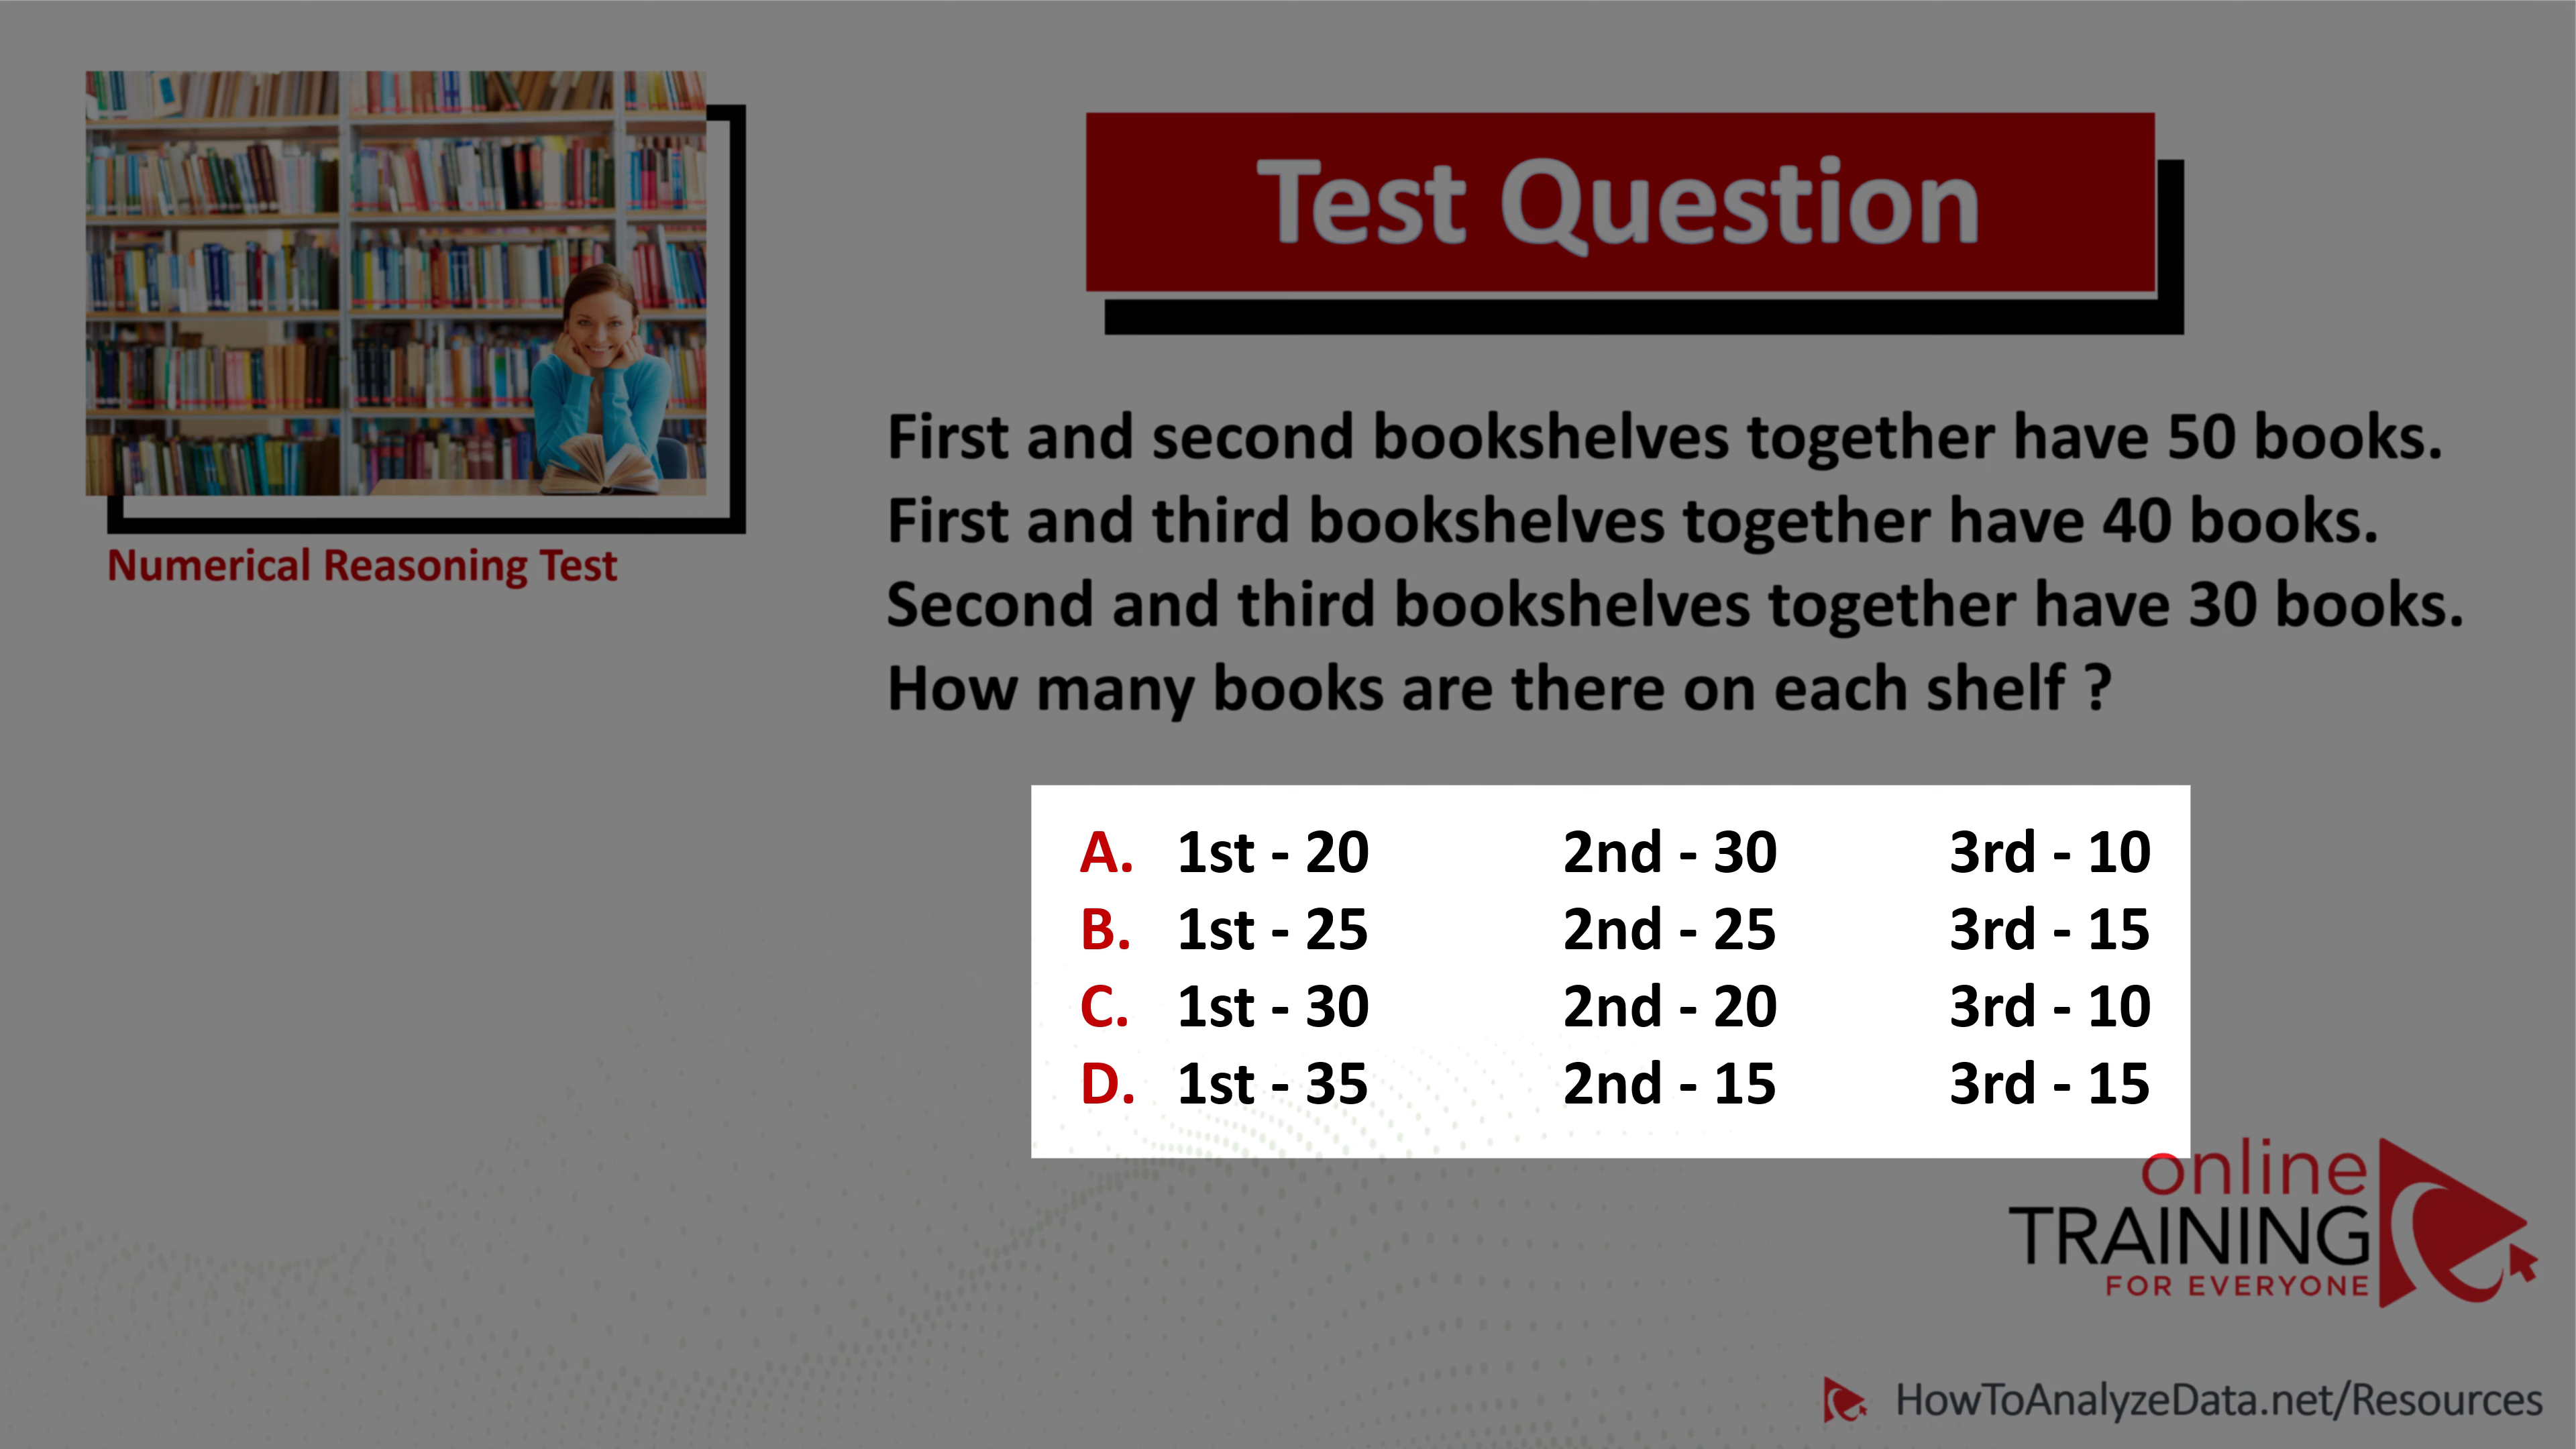 Test Question
Numerical Reasoning Test
First and second bookshelves together have 50 books.
First and third bookshelves together have 40 books.
Second and third bookshelves together have 30 books.
How many books are there on each shelf ?
A. 1st - 20 2nd - 30 3rd - 10
B. 1st - 25 2nd - 25 3rd - 15
C. 1st - 30 2nd - 20 3rd - 10
D. 1st - 35 2nd - 15 3rd - 15
online
TRAINING
FOR EVERYONE
HowToAnalyzeData.net/Resources